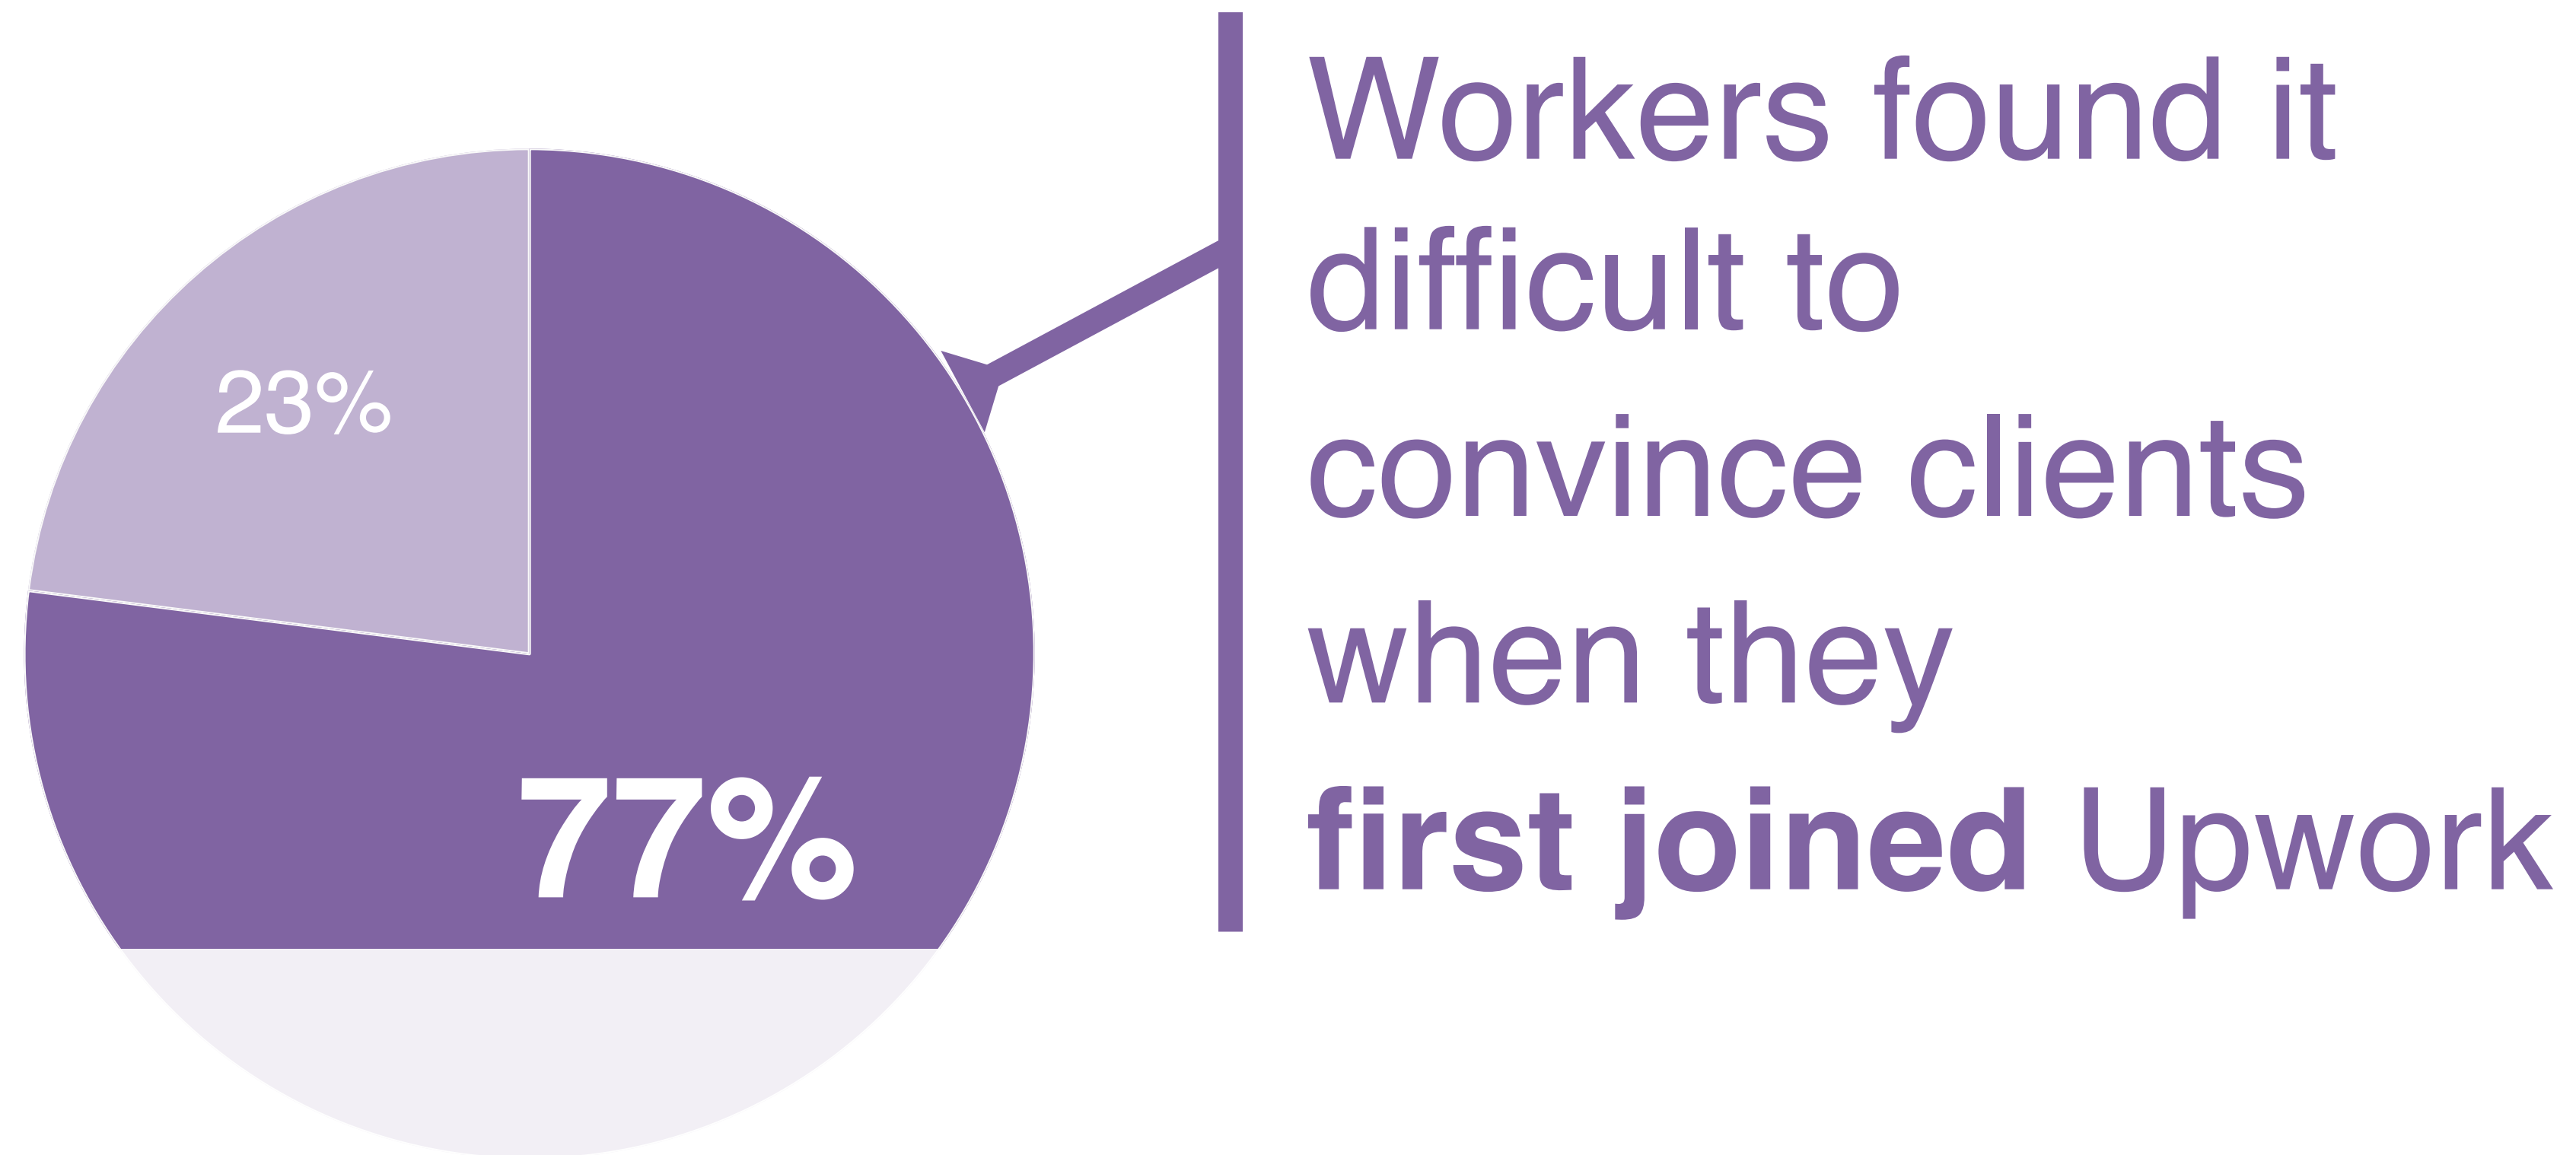 Workers found it
difficult to
convince clients
when they
first joined Upwork
23%
77%